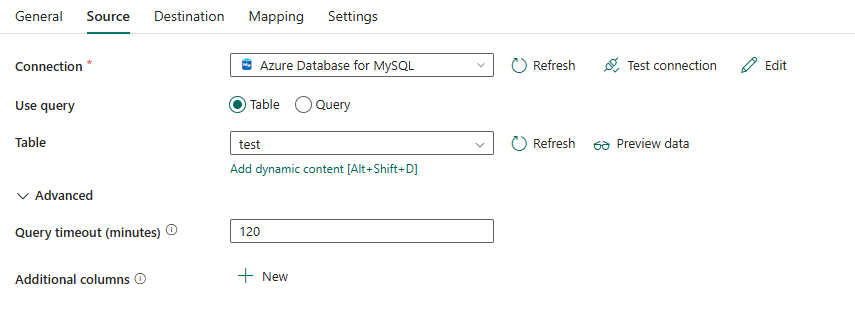 General Source Destination Mapping Settings
Connection * Azure Database for MySQL Refresh Test connection Edit
Use query Table Query
Table test Refresh Preview data
Add dynamic content [Alt+Shift+D]
Advanced
Query timeout (minutes) 120
Additional columns New